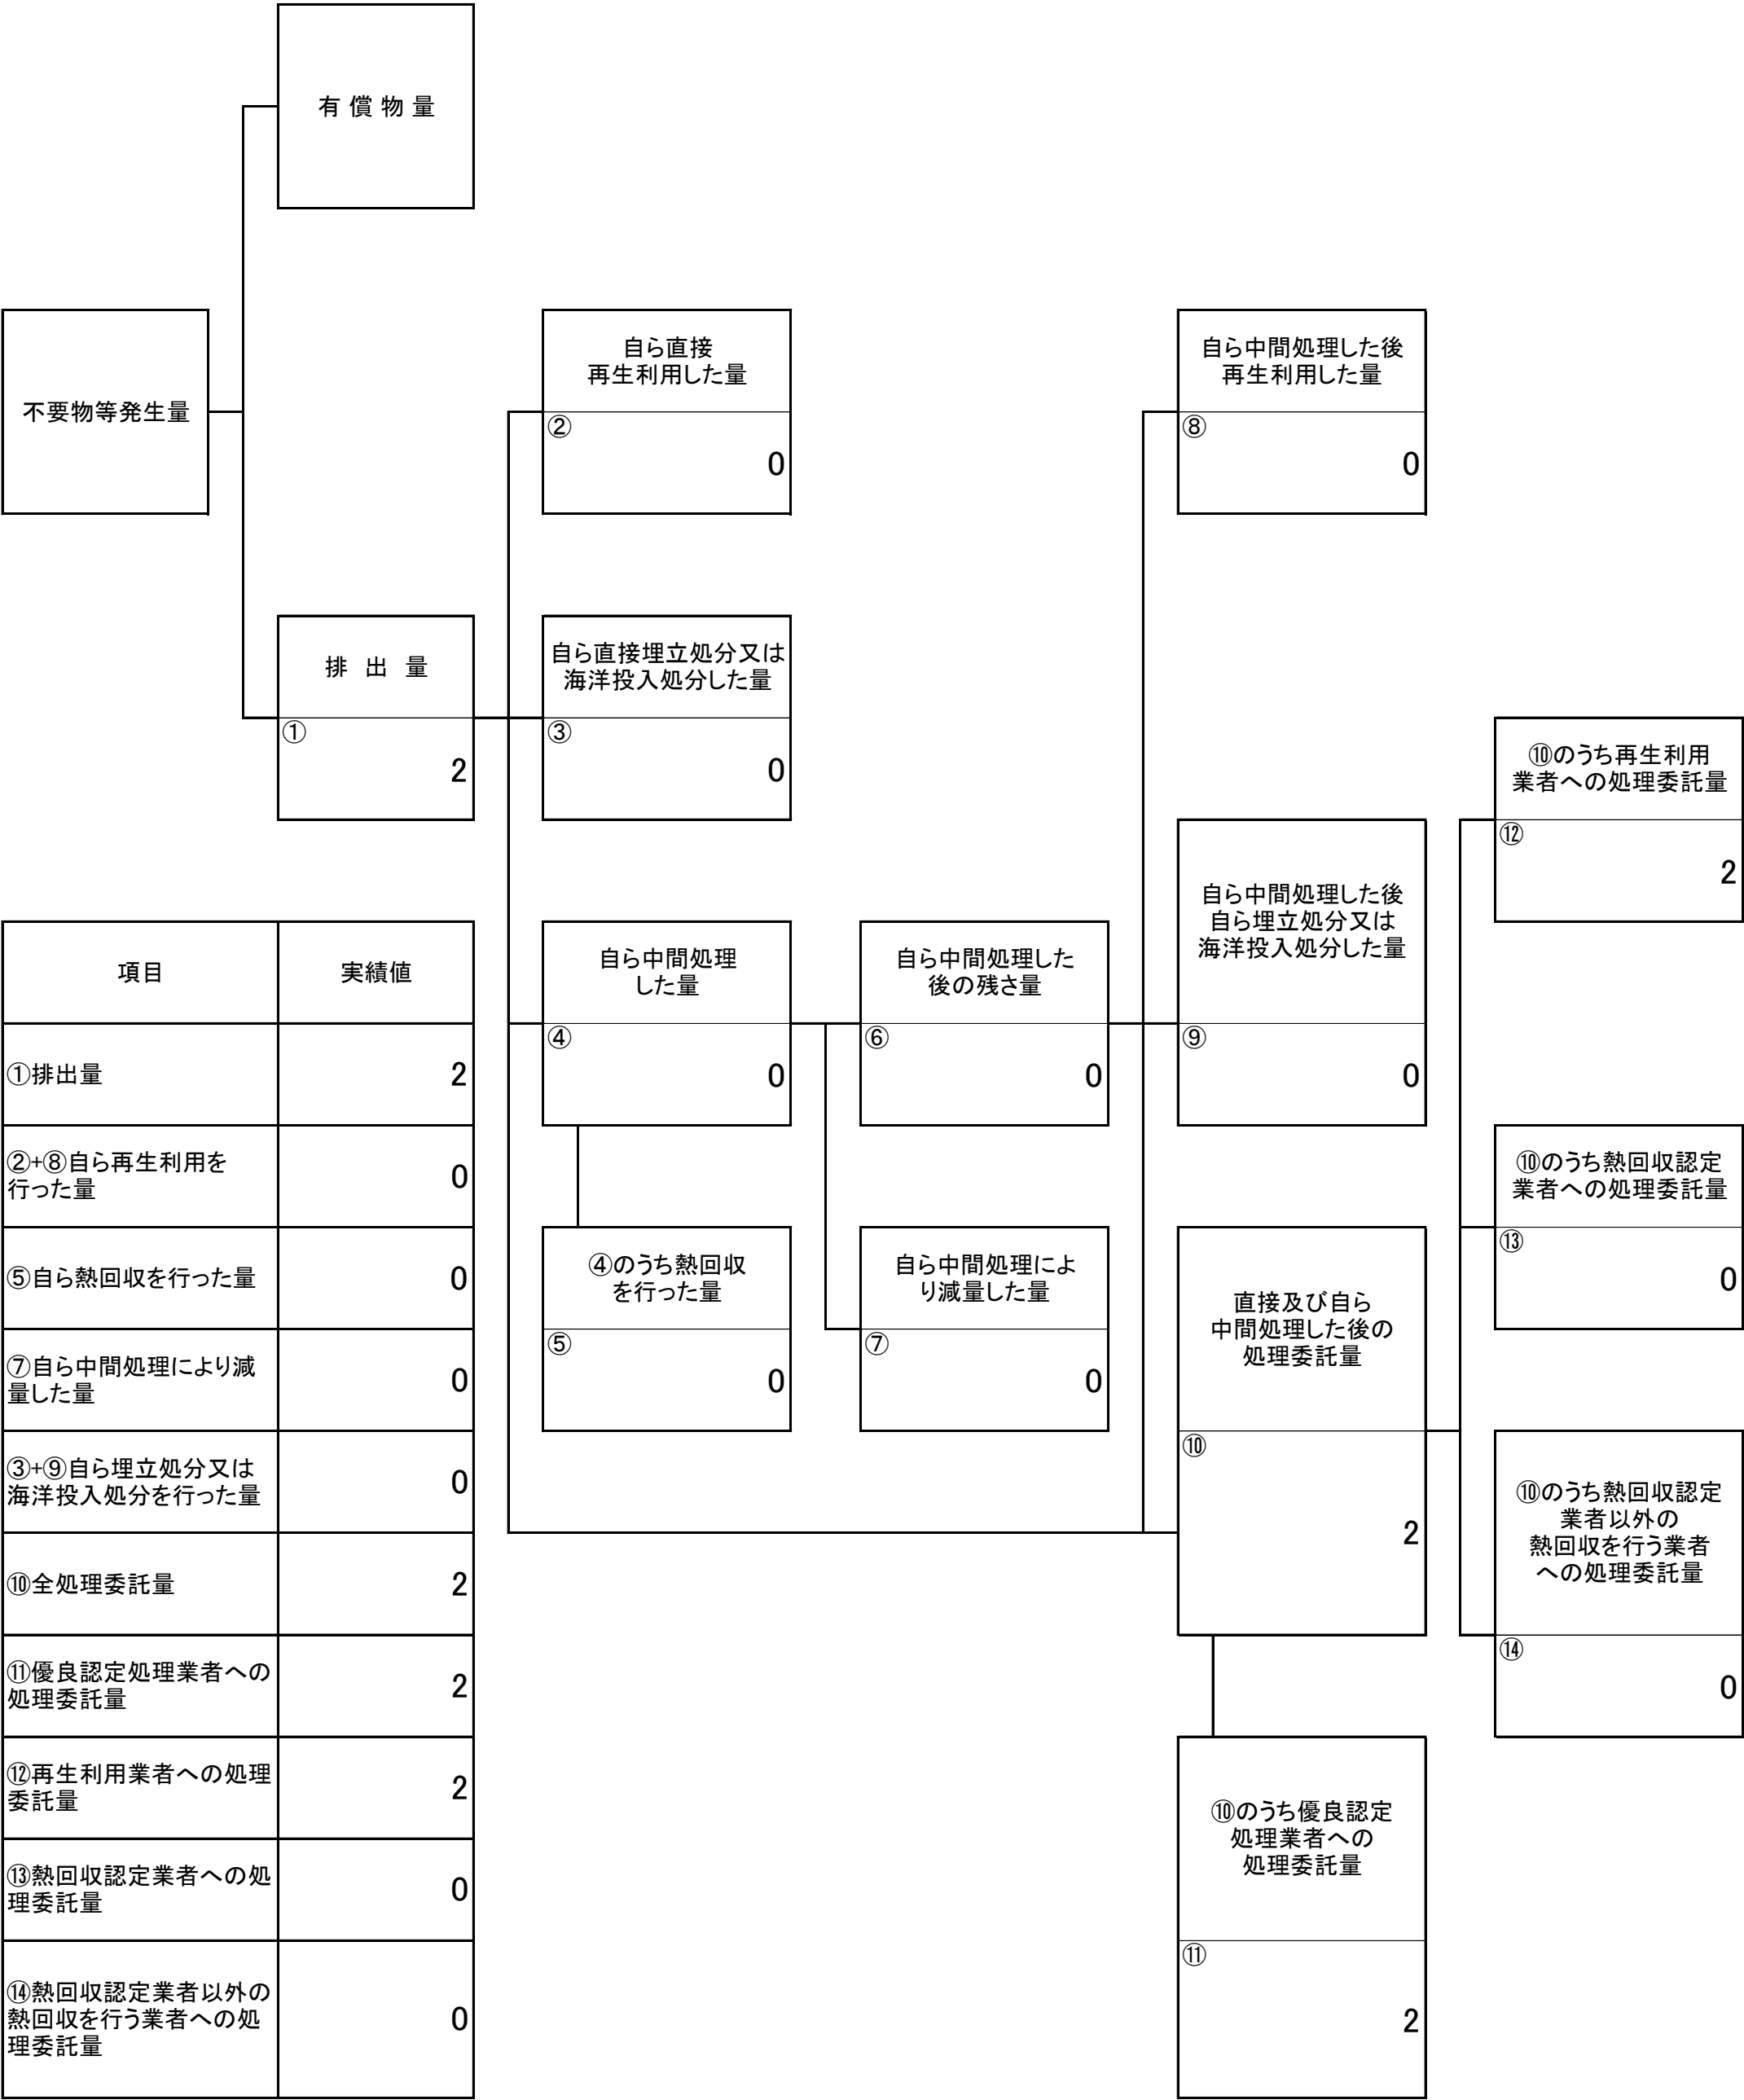 有 償 物 量
不要物等発生量
自ら直接
再生利用した量
②
0
自ら中間処理した後
再生利用した量
⑧
0
排 出 量
①
2
自ら直接埋立処分又は
海洋投入処分した量
③
0
⑩のうち再生利用
業者への処理委託量
⑫
2
自ら中間処理した後
自ら埋立処分又は
海洋投入処分した量
⑨
0
自ら中間処理
した量
④
0
自ら中間処理した
後の残さ量
⑥
0
⑩のうち熱回収認定
業者への処理委託量
⑬
0
④のうち熱回収
を行った量
⑤
0
自ら中間処理によ
り減量した量
⑦
0
直接及び自ら
中間処理した後の
処理委託量
⑩
2
⑩のうち熱回収認定
業者以外の
熱回収を行う業者
への処理委託量
⑭
0
⑩のうち優良認定
処理業者への
処理委託量
⑪
2
項目
実績値
①排出量
2
②+⑧自ら再生利用を
行った量
0
⑤自ら熱回収を行った量
0
⑦自ら中間処理により減
量した量
0
③+⑨自ら埋立処分又は
海洋投入処分を行った量
0
⑩全処理委託量
2
⑪優良認定処理業者への
処理委託量
2
⑫再生利用業者への処理
委託量
2
⑬熱回収認定業者への処
理委託量
0
⑭熱回収認定業者以外の
熱回収を行う業者への処
理委託量
0